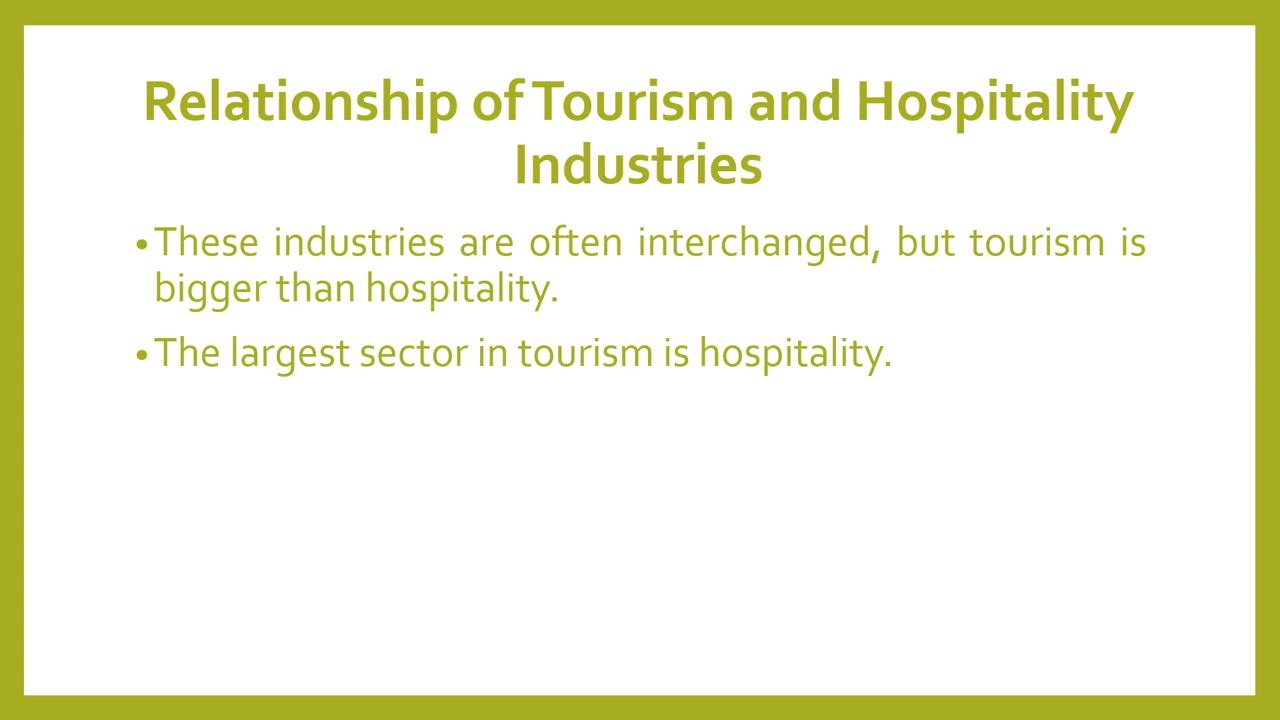 Relationship of Tourism and Hospitality
Industries
•These industries are often interchanged, but tourism is
bigger than hospitality.
•The largest sector in tourism is hospitality.